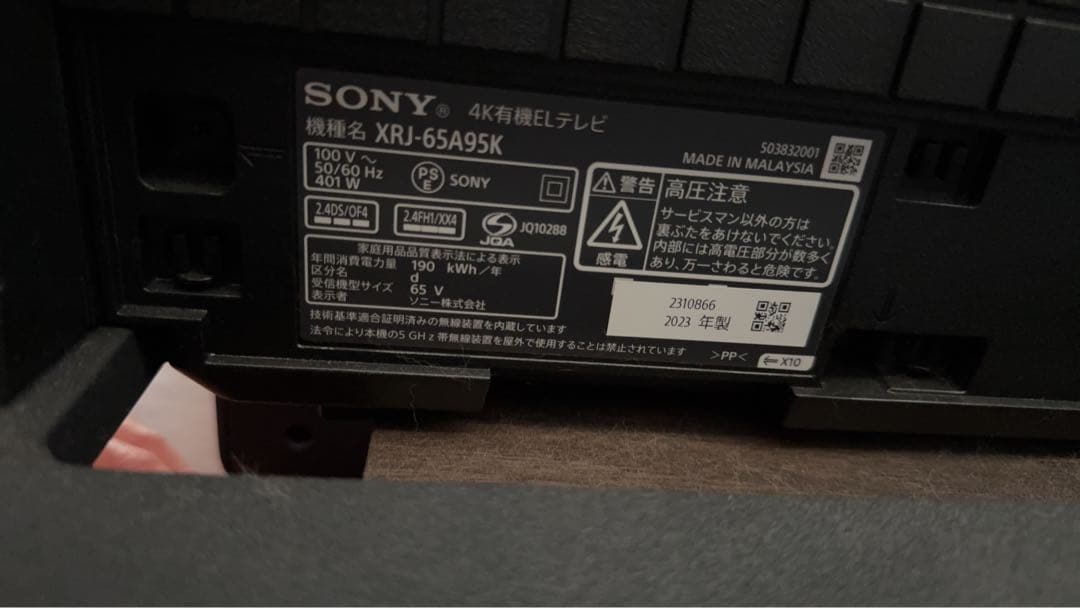 SONY® 4K有機ELテレビ
機種名 XRJ-65A95K
503832001
MADE IN MALAYSIA
100 V ～
50/60 Hz
401 W
PS
E
SONY
2.4DS/OF4
2.4FH1/XX4
JQA
JQ10288
家庭用品品質表示法による表示
年間消費電力量 190 kWh／年
区分名 d
受信機型サイズ 65 V
表示者 ソニー株式会社
技術基準適合証明済みの無線装置を内蔵しています
法令により本機の5 GHz帯無線装置を屋外で使用することは禁止されています
警告
感電
高圧注意
サービスマン以外の方は
裏ぶたをあけないでください。
内部には高電圧部分が数多く
あり、万一さわると危険です。
2310866
2023 年製
>PP<
X10